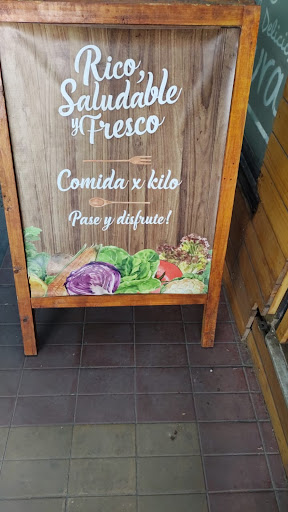 Rico,
Saludable
y Fresco
Comida x kilo
Pase y disfrute!